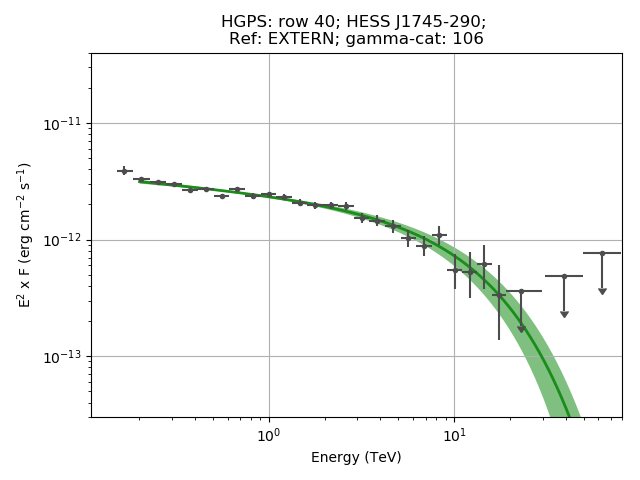 HGPS: row 40; HESS J1745-290;
Ref: EXTERN; gamma-cat: 106
E² x F (erg cm⁻² s⁻¹)
10⁻¹¹
10⁻¹²
10⁻¹³
10⁰ 10¹
Energy (TeV)